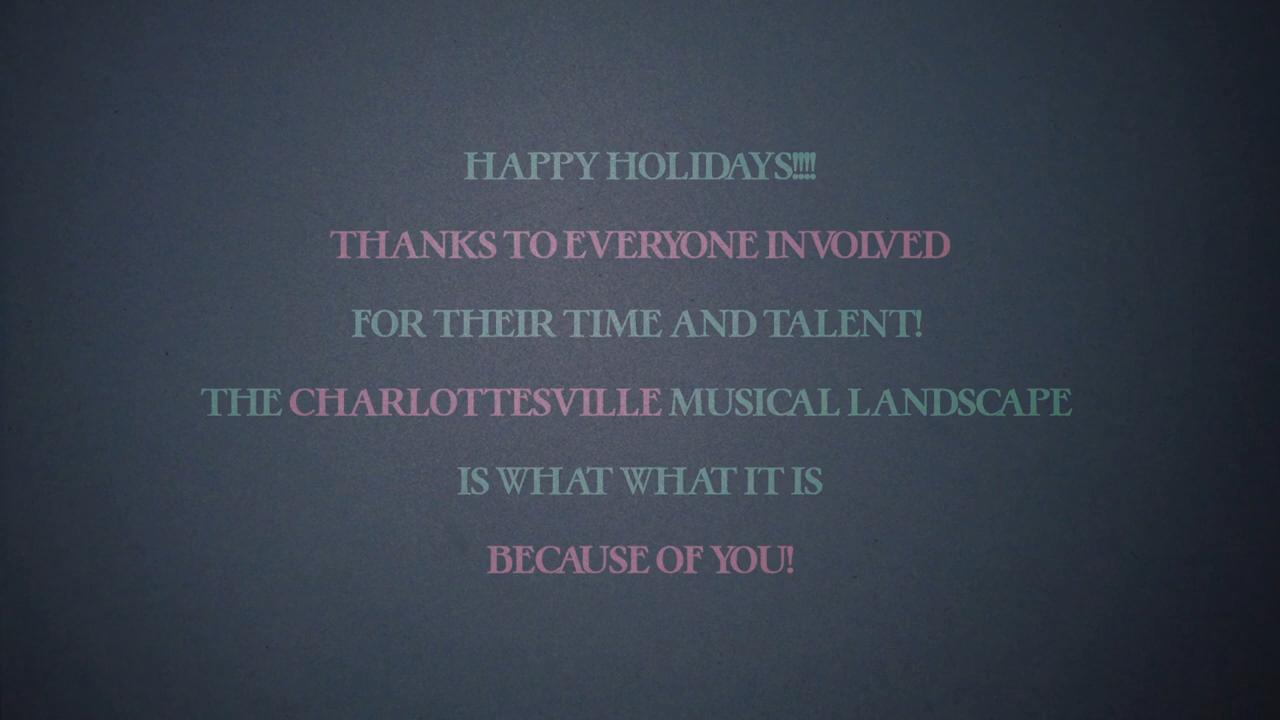 HAPPY HOLIDAYS!!!!
THANKS TO EVERYONE INVOLVED
FOR THEIR TIME AND TALENT!
THE CHARLOTTESVILLE MUSICAL LANDSCAPE
IS WHAT WHAT IT IS
BECAUSE OF YOU!